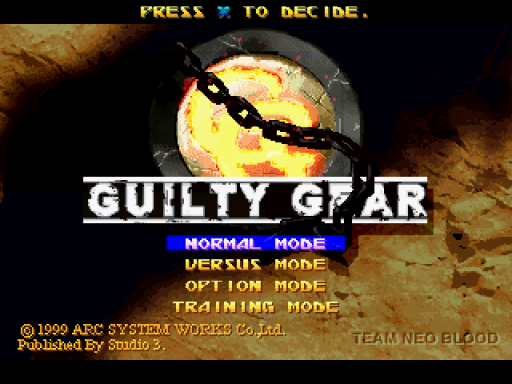 PRESS X TO DECIDE.
GUILTY GEAR
NORMAL MODE
VERSUS MODE
OPTION MODE
TRAINING MODE
© 1999 ARC SYSTEM WORKS Co.,Ltd.
Published By Studio 3.
TEAM NEO BLOOD